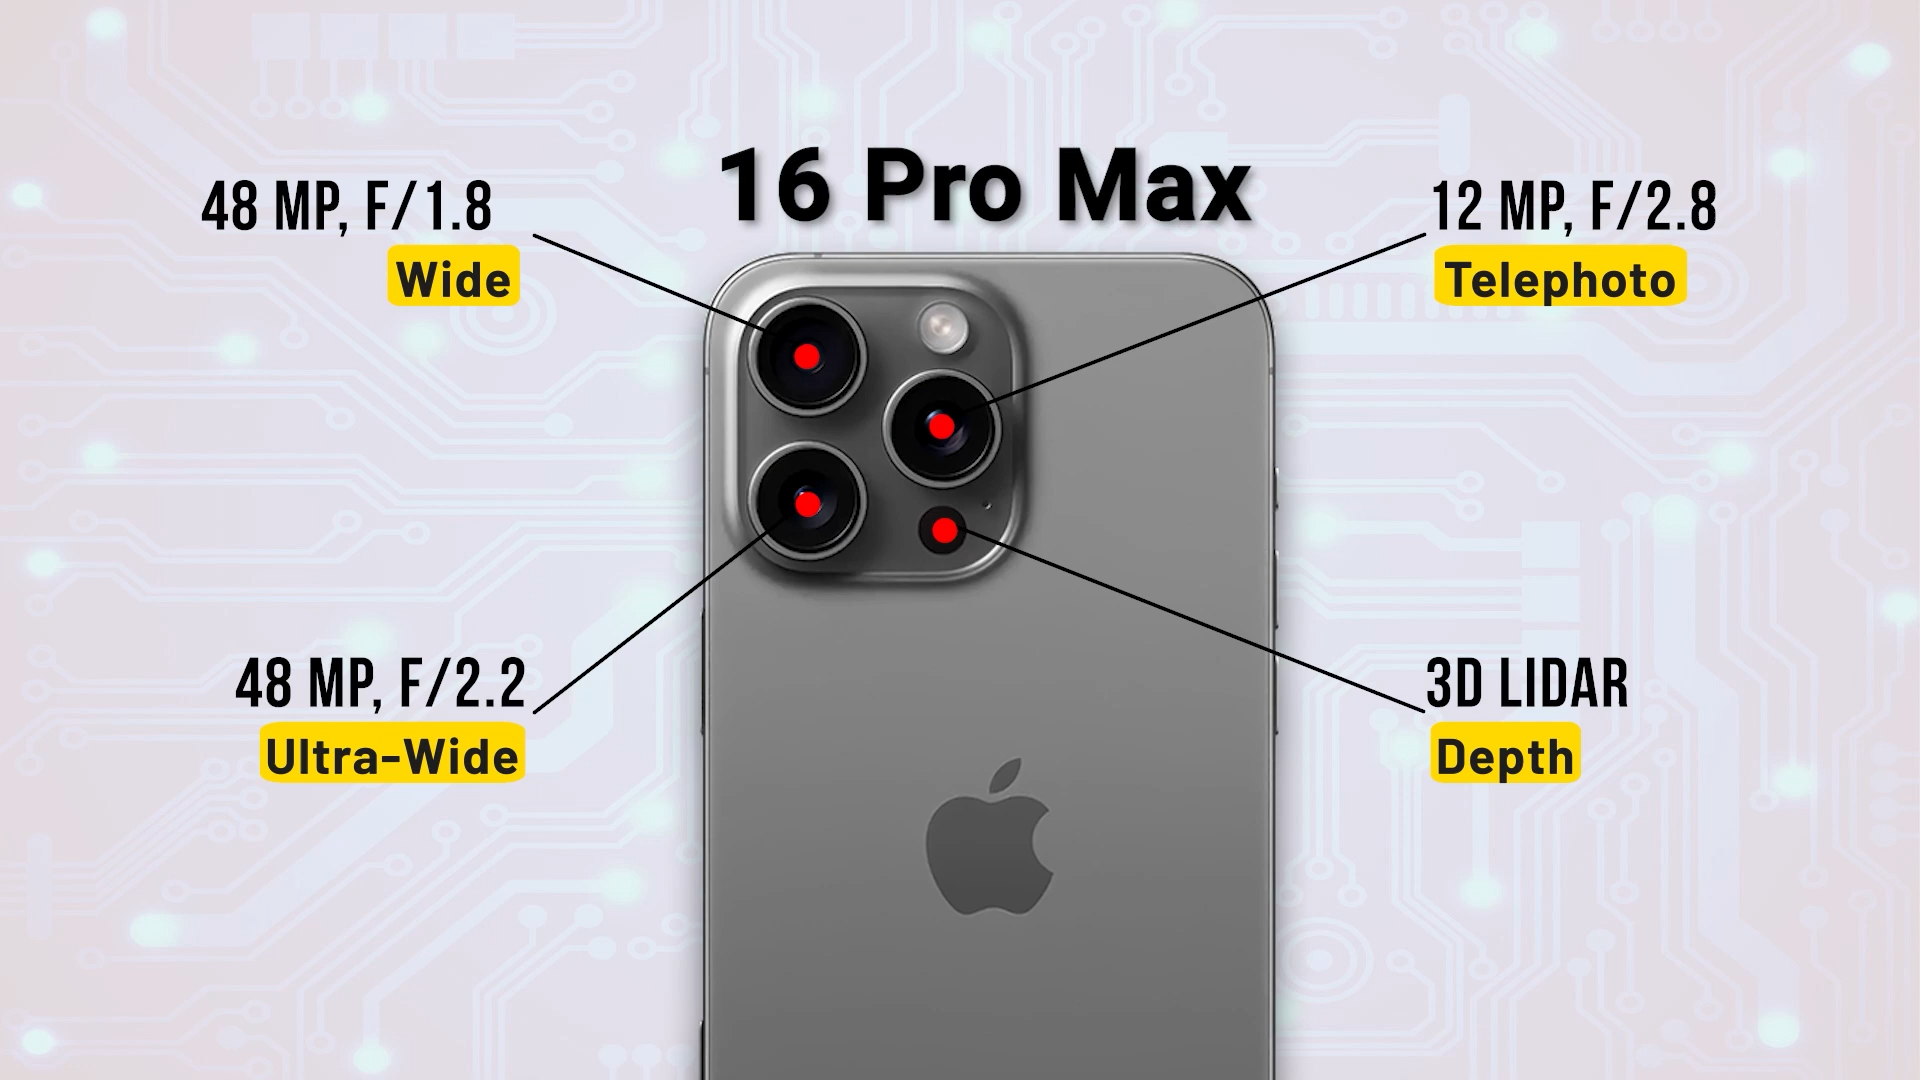 16 Pro Max
48 MP, F/1.8
Wide
12 MP, F/2.8
Telephoto
48 MP, F/2.2
Ultra-Wide
3D LIDAR
Depth